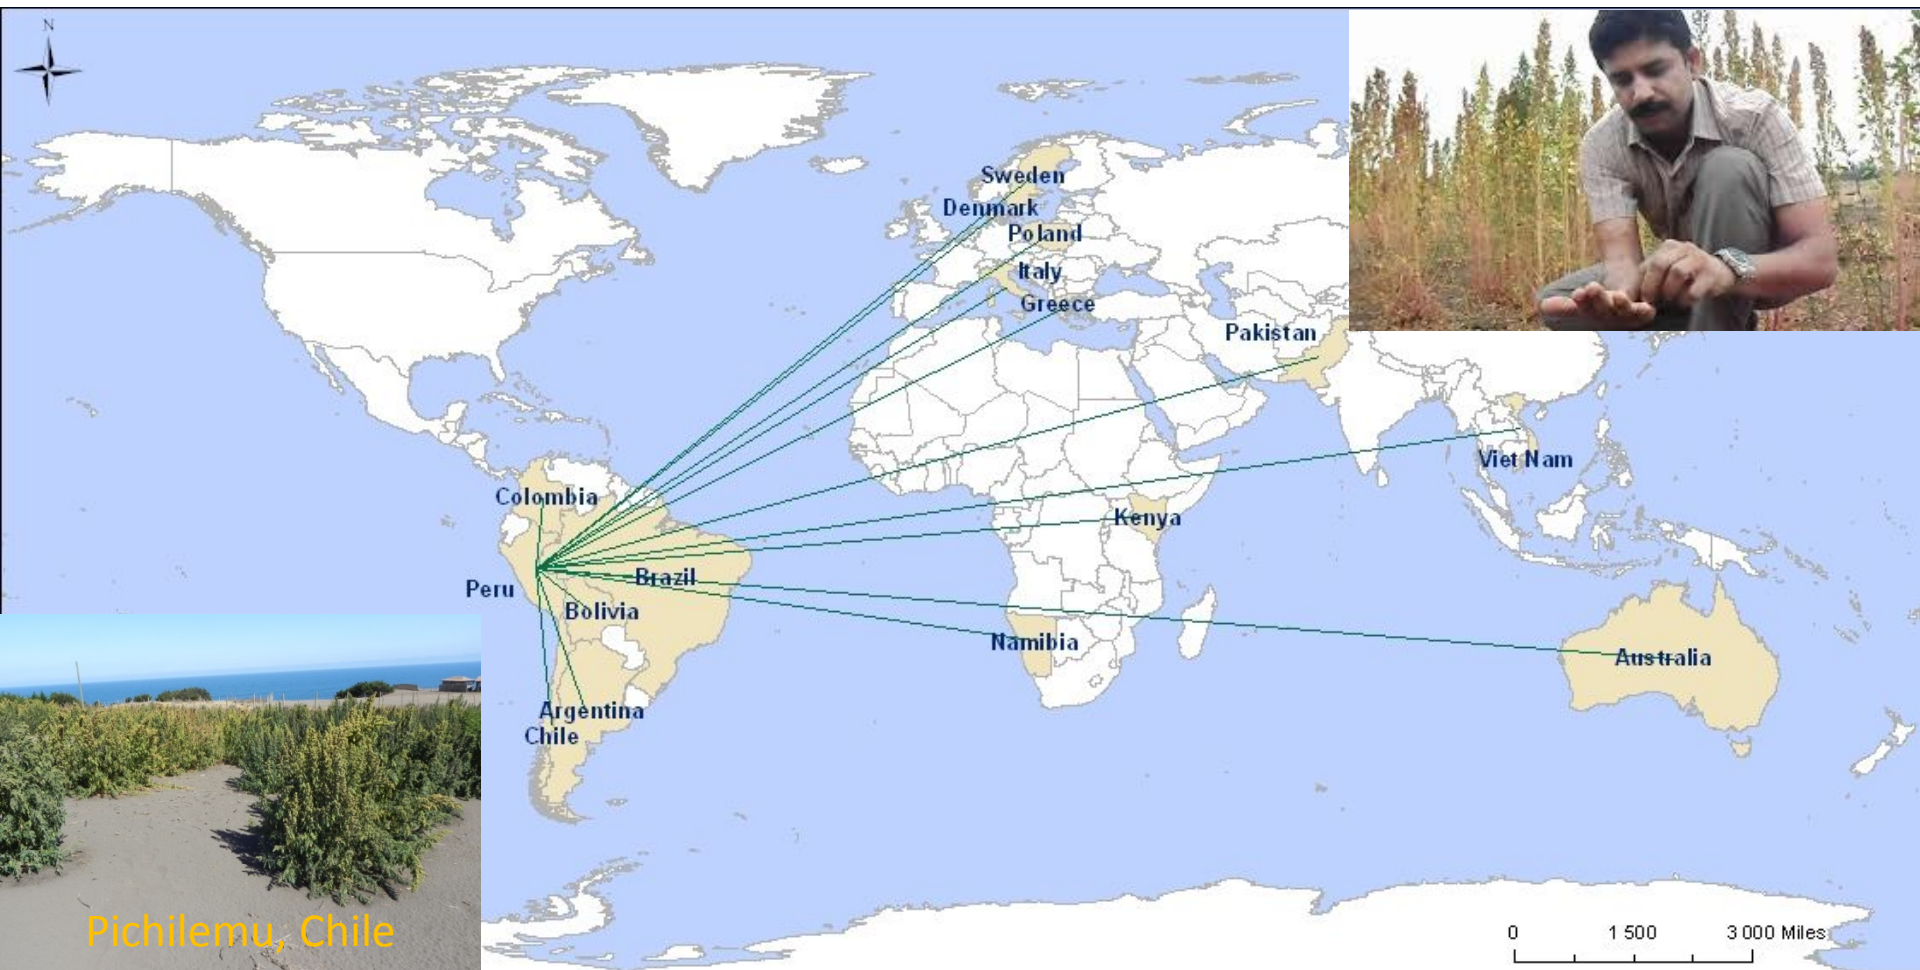 N
Sweden
Denmark
Poland
Italy
Greece
Pakistan
Viet Nam
Colombia
Kenya
Brazil
Peru
Bolivia
Namibia
Australia
Argentina
Chile
Pichilemu, Chile
0 1 500 3 000 Miles